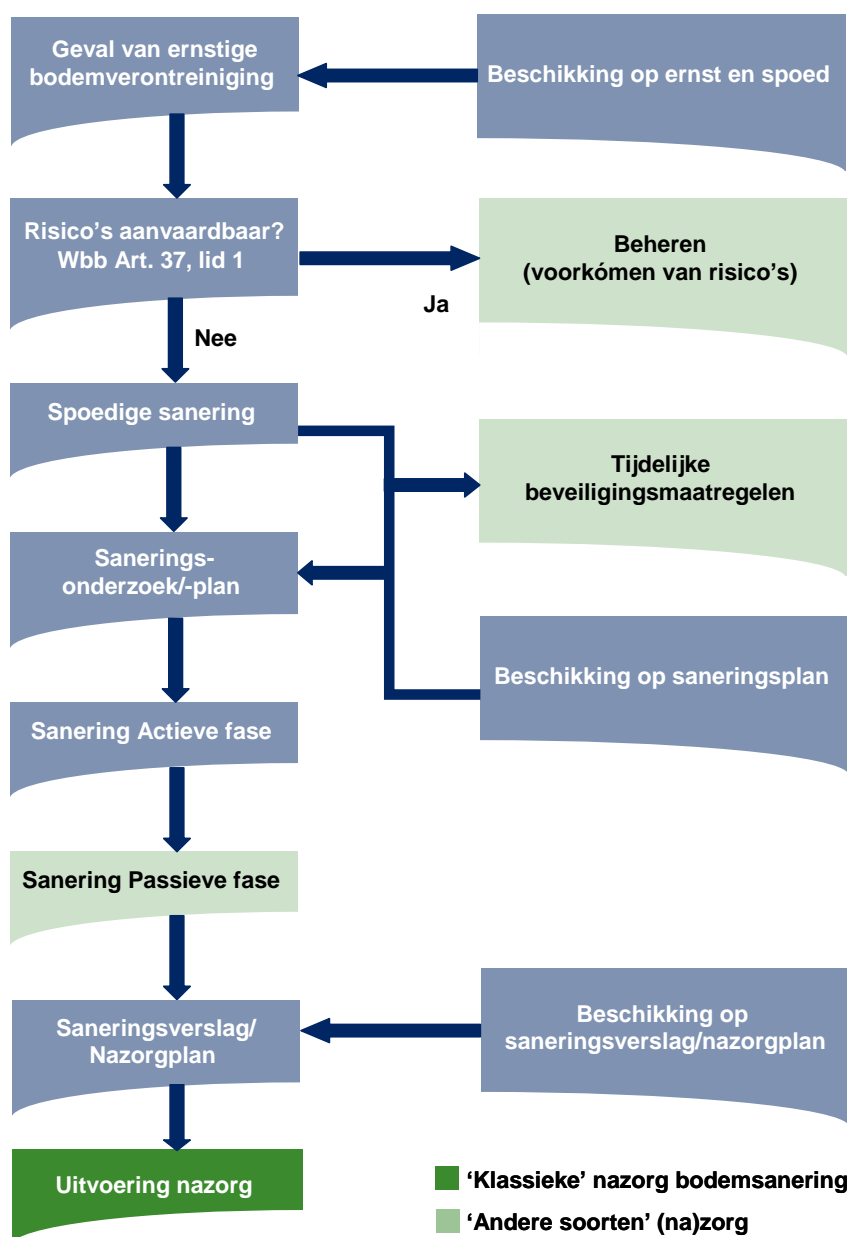 Geval van ernstige
bodemverontreiniging
Beschikking op ernst en spoed
Risico’s aanvaardbaar?
Wbb Art. 37, lid 1
Beheren
(voorkómen van risico’s)
Ja
Nee
Spoedige sanering
Tijdelijke
beveiligingsmaatregelen
Sanerings-
onderzoek/-plan
Beschikking op saneringsplan
Sanering Actieve fase
Sanering Passieve fase
Saneringsverslag/
Nazorgplan
Beschikking op
saneringsverslag/nazorgplan
Uitvoering nazorg
‘Klassieke’ nazorg bodemsanering
‘Andere soorten’ (na)zorg